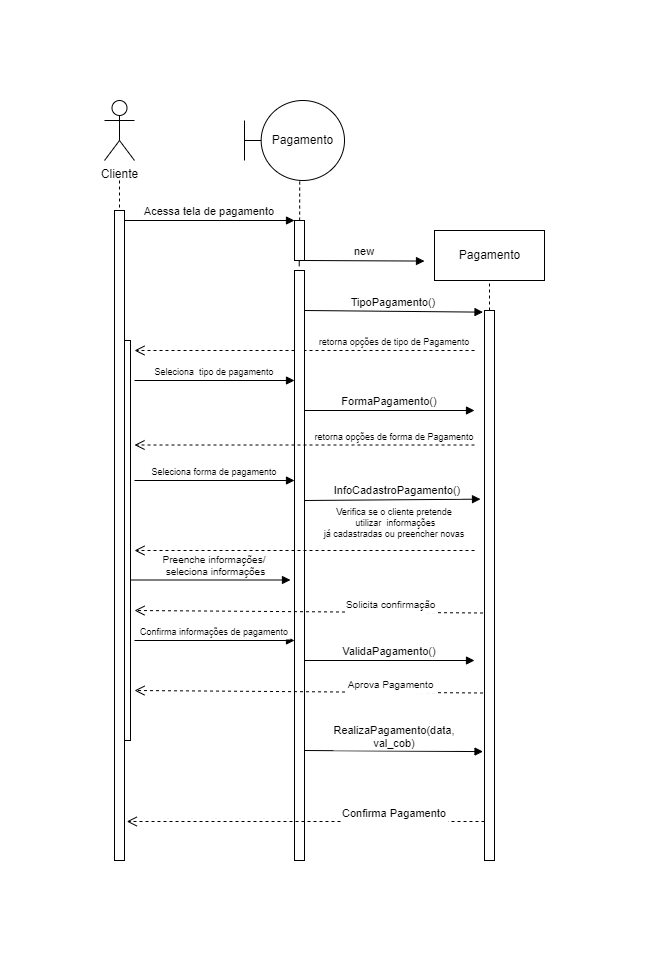 Pagamento
Cliente
Acessa tela de pagamento
new
Pagamento
TipoPagamento()
retorna opções de tipo de Pagamento
Seleciona tipo de pagamento
FormaPagamento()
retorna opções de forma de Pagamento
Seleciona forma de pagamento
InfoCadastroPagamento()
Verifica se o cliente pretende
utilizar informações
já cadastradas ou preencher novas
Preenche informações/
seleciona informações
Solicita confirmação
Confirma informações de pagamento
ValidaPagamento()
Aprova Pagamento
RealizaPagamento(data,
val_cob)
Confirma Pagamento